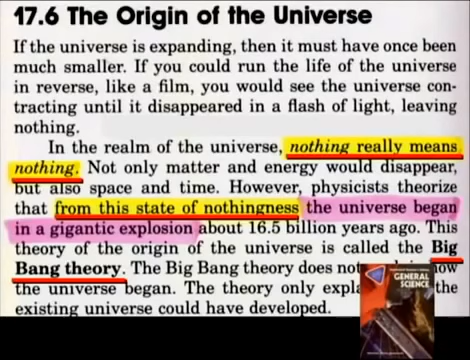 17.6 The Origin of the Universe
If the universe is expanding, then it must have once been
much smaller. If you could run the life of the universe
in reverse, like a film, you would see the universe con-
tracting until it disappeared in a flash of light, leaving
nothing.
In the realm of the universe, nothing really means
nothing. Not only matter and energy would disappear,
but also space and time. However, physicists theorize
that from this state of nothingness the universe began
in a gigantic explosion about 16.5 billion years ago. This
theory of the origin of the universe is called the Big
Bang theory. The Big Bang theory does not how
the universe began. The theory only the
existing universe could have developed.
GENERAL
SCIENCE